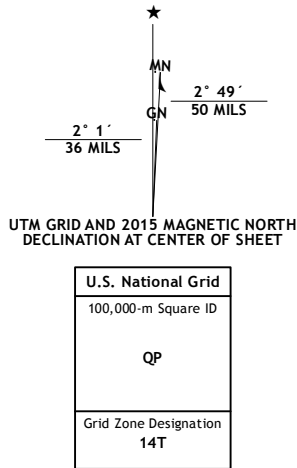 ★
MN
GN
2° 49´
50 MILS
2° 1´
36 MILS
UTM GRID AND 2015 MAGNETIC NORTH
DECLINATION AT CENTER OF SHEET
U.S. National Grid
100,000-m Square ID
QP
Grid Zone Designation
14T